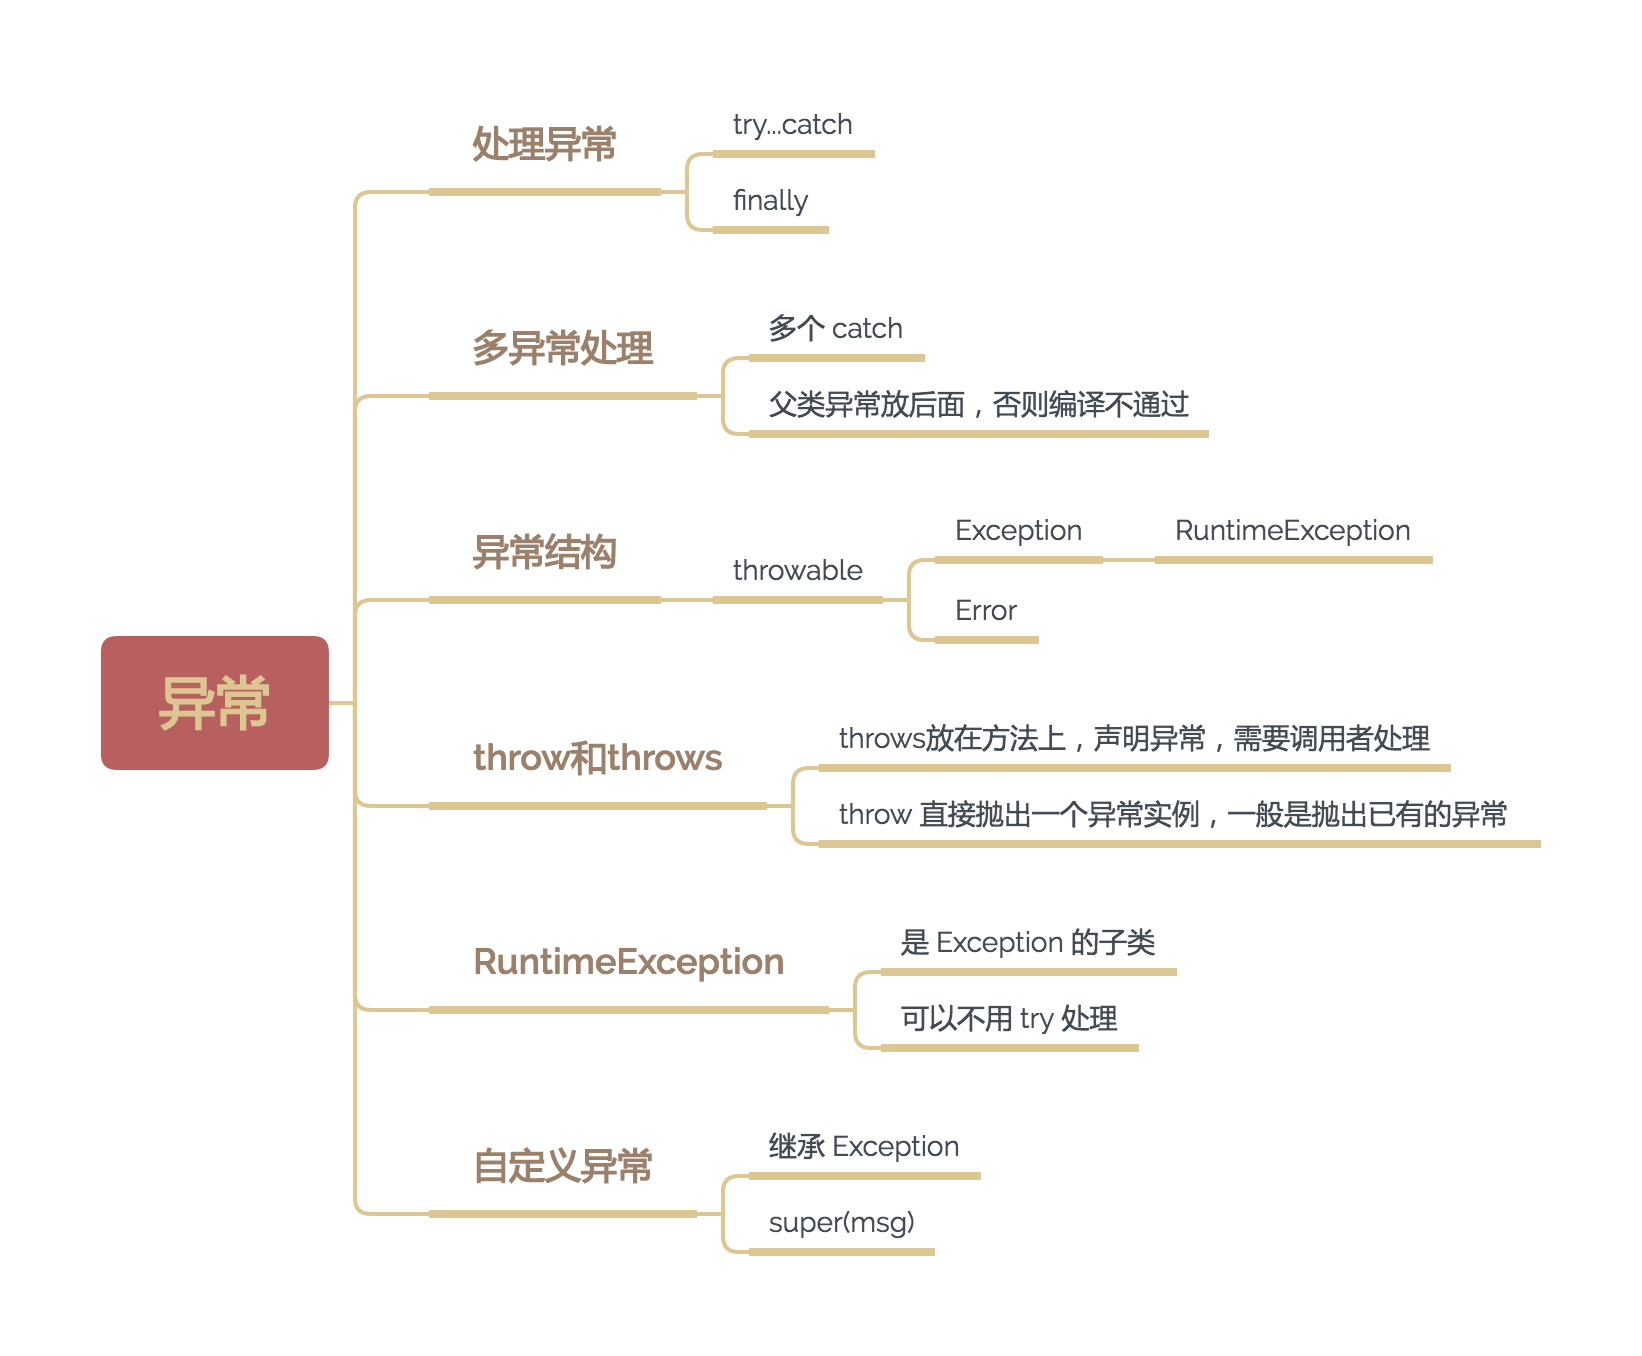 异常
处理异常
try...catch
finally
多异常处理
多个 catch
父类异常放后面，否则编译不通过
异常结构
throwable
Exception
RuntimeException
Error
throw和throws
throws放在方法上，声明异常，需要调用者处理
throw 直接抛出一个异常实例，一般是抛出已有的异常
RuntimeException
是 Exception 的子类
可以不用 try 处理
自定义异常
继承 Exception
super(msg)